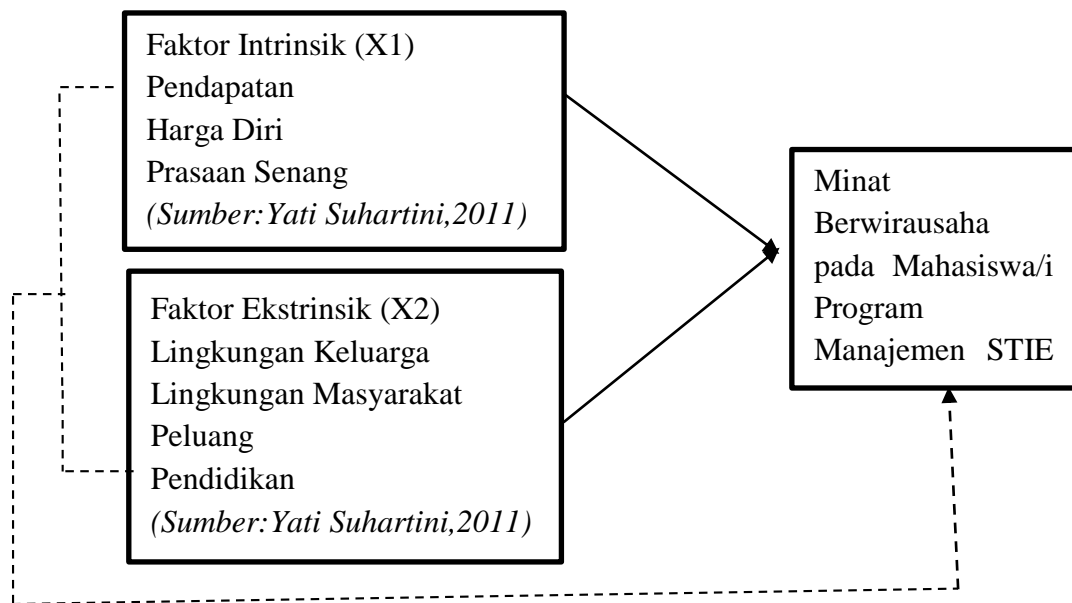 Faktor Intrinsik (X1)
Pendapatan
Harga Diri
Prasaan Senang
(Sumber:Yati Suhartini,2011)
Faktor Ekstrinsik (X2)
Lingkungan Keluarga
Lingkungan Masyarakat
Peluang
Pendidikan
(Sumber:Yati Suhartini,2011)
Minat
Berwirausaha
pada Mahasiswa/i
Program
Manajemen STIE